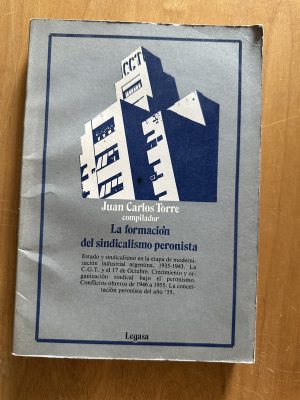 CGT
Juan Carlos Torre
compilador
La formación
del sindicalismo peronista
Estado y sindicalismo en la etapa de moderni-
zación industrial argentina, 1935-1943. La
C.G.T. y el 17 de Octubre. Crecimiento y or-
ganización sindical bajo el peronismo.
Conflictos obreros de 1946 a 1955. La concer-
tación peronista del año '55.
Legasa